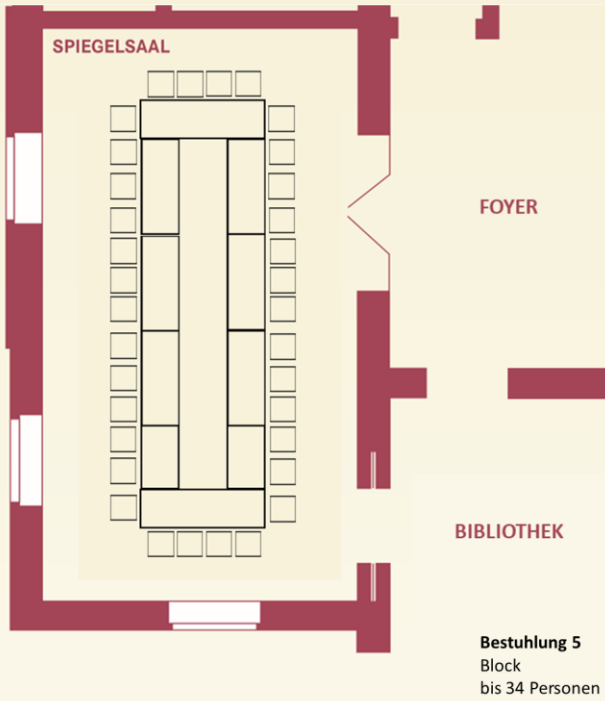 SPIEGELSAAL
FOYER
BIBLIOTHEK
Bestuhlung 5
Block
bis 34 Personen